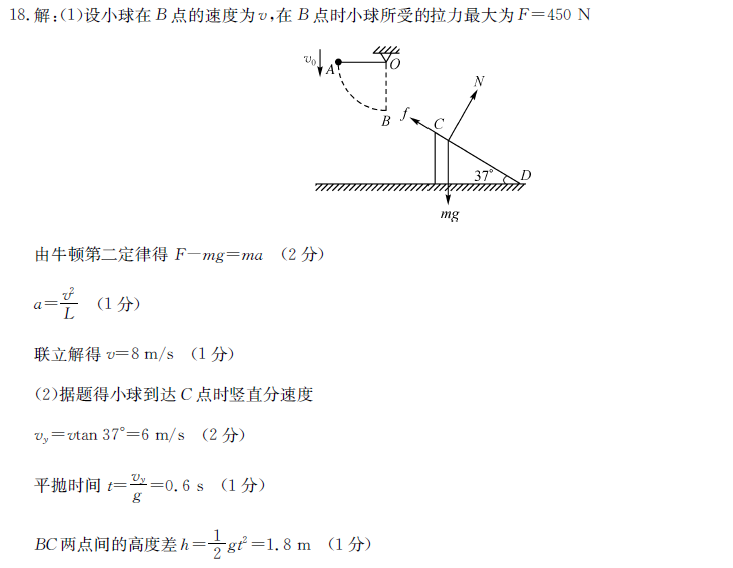 18.解:(1)设小球在B点的速度为v,在B点时小球所受的拉力最大为F=450 N
v₀
A
O
B
f
C
N
37°
D
mg
由牛顿第二定律得 F-mg=ma (2分)
a=v²/L (1分)
联立解得 v=8 m/s (1分)
(2)据题得小球到达C点时竖直分速度
vy=vtan 37°=6 m/s (2分)
平抛时间 t=vy/g=0.6 s (1分)
BC两点间的高度差h=1/2gt²=1.8 m (1分)